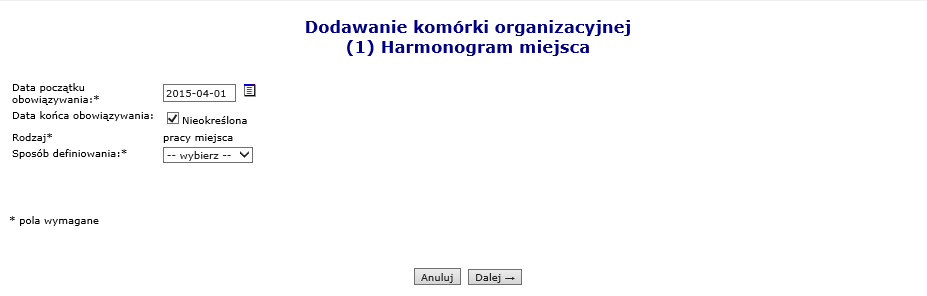 Dodawanie komórki organizacyjnej
(1) Harmonogram miejsca
Data początku
obowiązywania:*
2015-04-01
Data końca obowiązywania:
Nieokreślona
Rodzaj*
pracy miejsca
Sposób definiowania:*
-- wybierz --
* pola wymagane
Anuluj
Dalej →